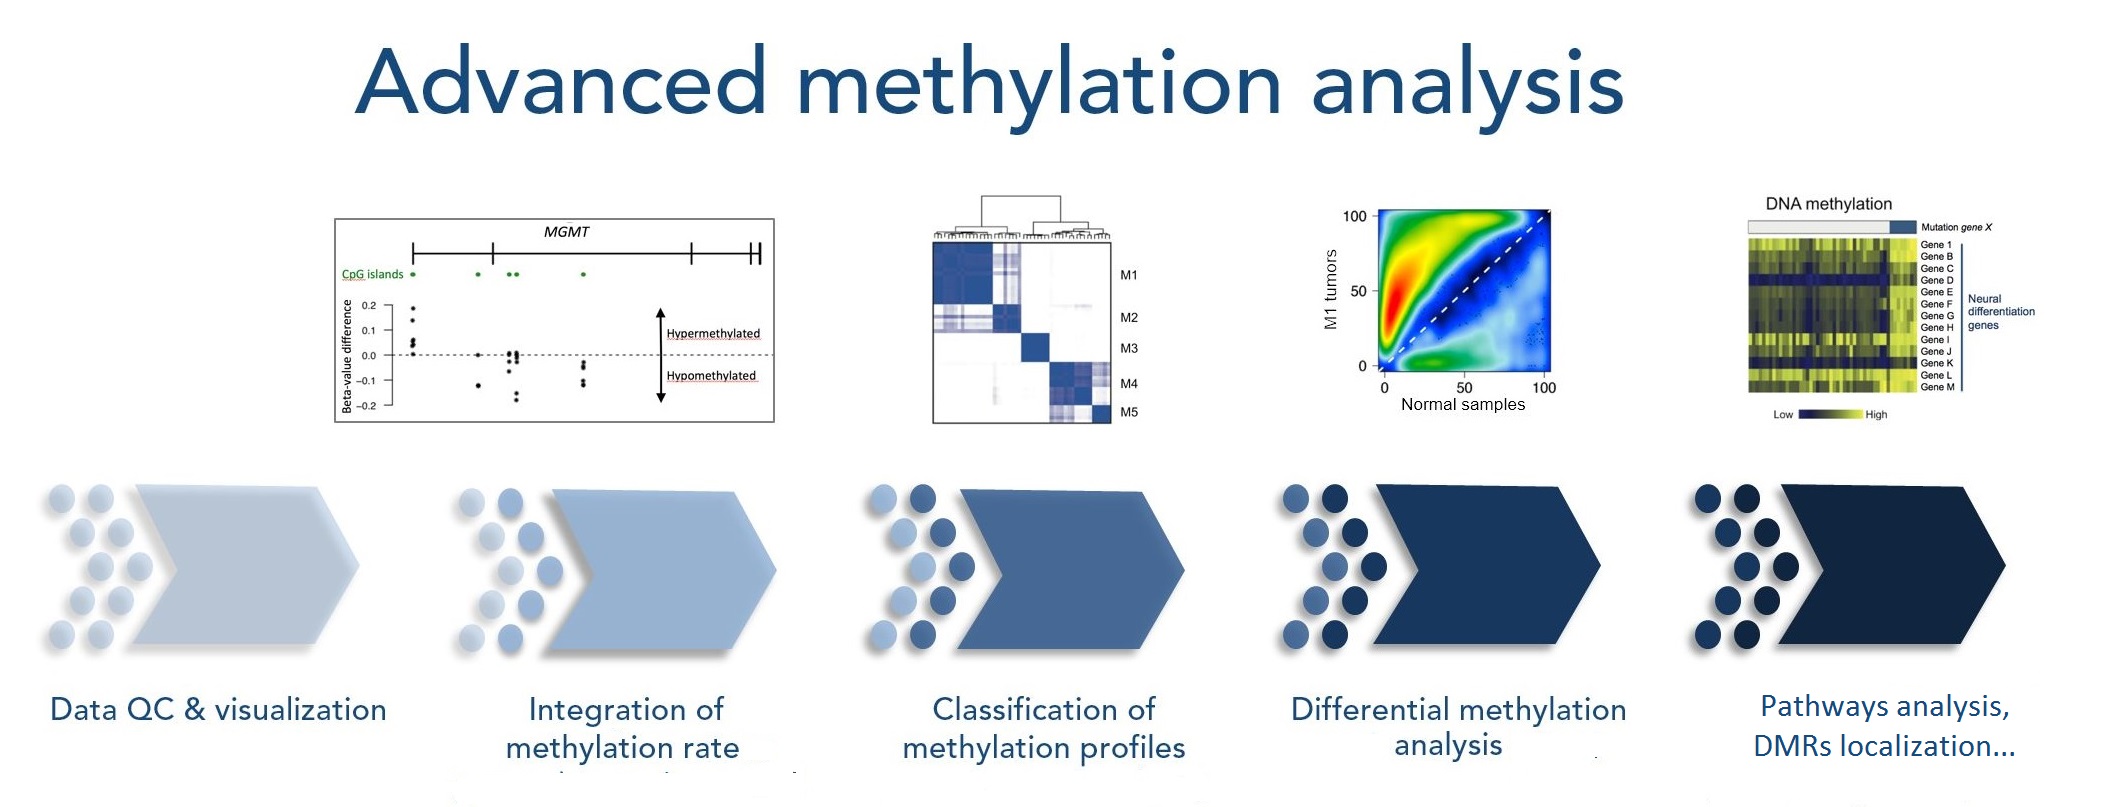 Advanced methylation analysis
MGMT
CpG islands
Beta-value difference
0.2
0.1
0.0
−0.1
−0.2
Hypermethylated
Hypomethylated
M1
M2
M3
M4
M5
M1 tumors
100
50
0
0 50 100
Normal samples
DNA methylation
Mutation gene X
Gene 1
Gene B
Gene C
Gene D
Gene E
Gene F
Gene G
Gene H
Gene I
Gene J
Gene K
Gene L
Gene M
Neural
differentiation
genes
Low High
Data QC & visualization
Integration of
methylation rate
Classification of
methylation profiles
Differential methylation
analysis
Pathways analysis,
DMRs localization...